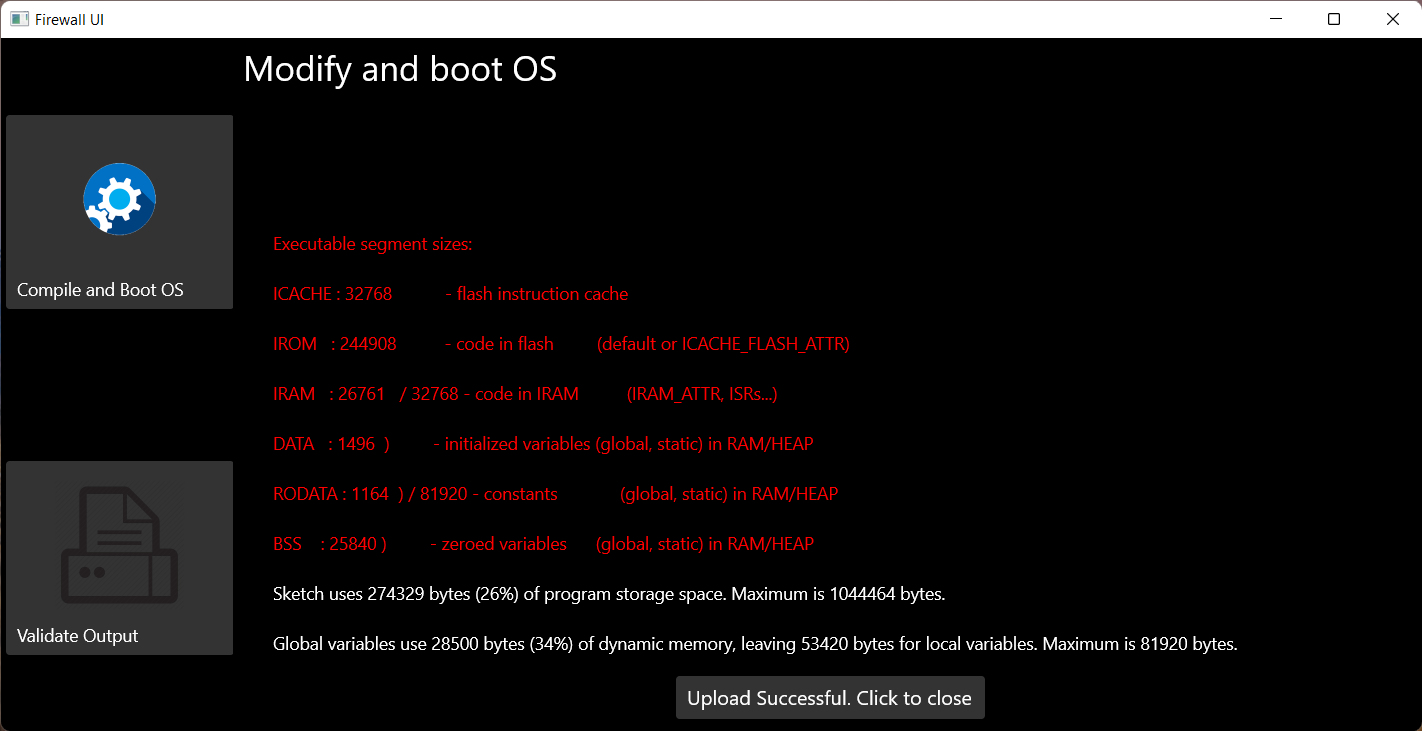 Firewall UI
Modify and boot OS
Compile and Boot OS
Executable segment sizes:
ICACHE : 32768 - flash instruction cache
IROM : 244908 - code in flash (default or ICACHE_FLASH_ATTR)
IRAM : 26761 / 32768 - code in IRAM (IRAM_ATTR, ISRs...)
DATA : 1496 ) - initialized variables (global, static) in RAM/HEAP
RODATA : 1164 ) / 81920 - constants (global, static) in RAM/HEAP
BSS : 25840 ) - zeroed variables (global, static) in RAM/HEAP
Sketch uses 274329 bytes (26%) of program storage space. Maximum is 1044464 bytes.
Validate Output
Global variables use 28500 bytes (34%) of dynamic memory, leaving 53420 bytes for local variables. Maximum is 81920 bytes.
Upload Successful. Click to close